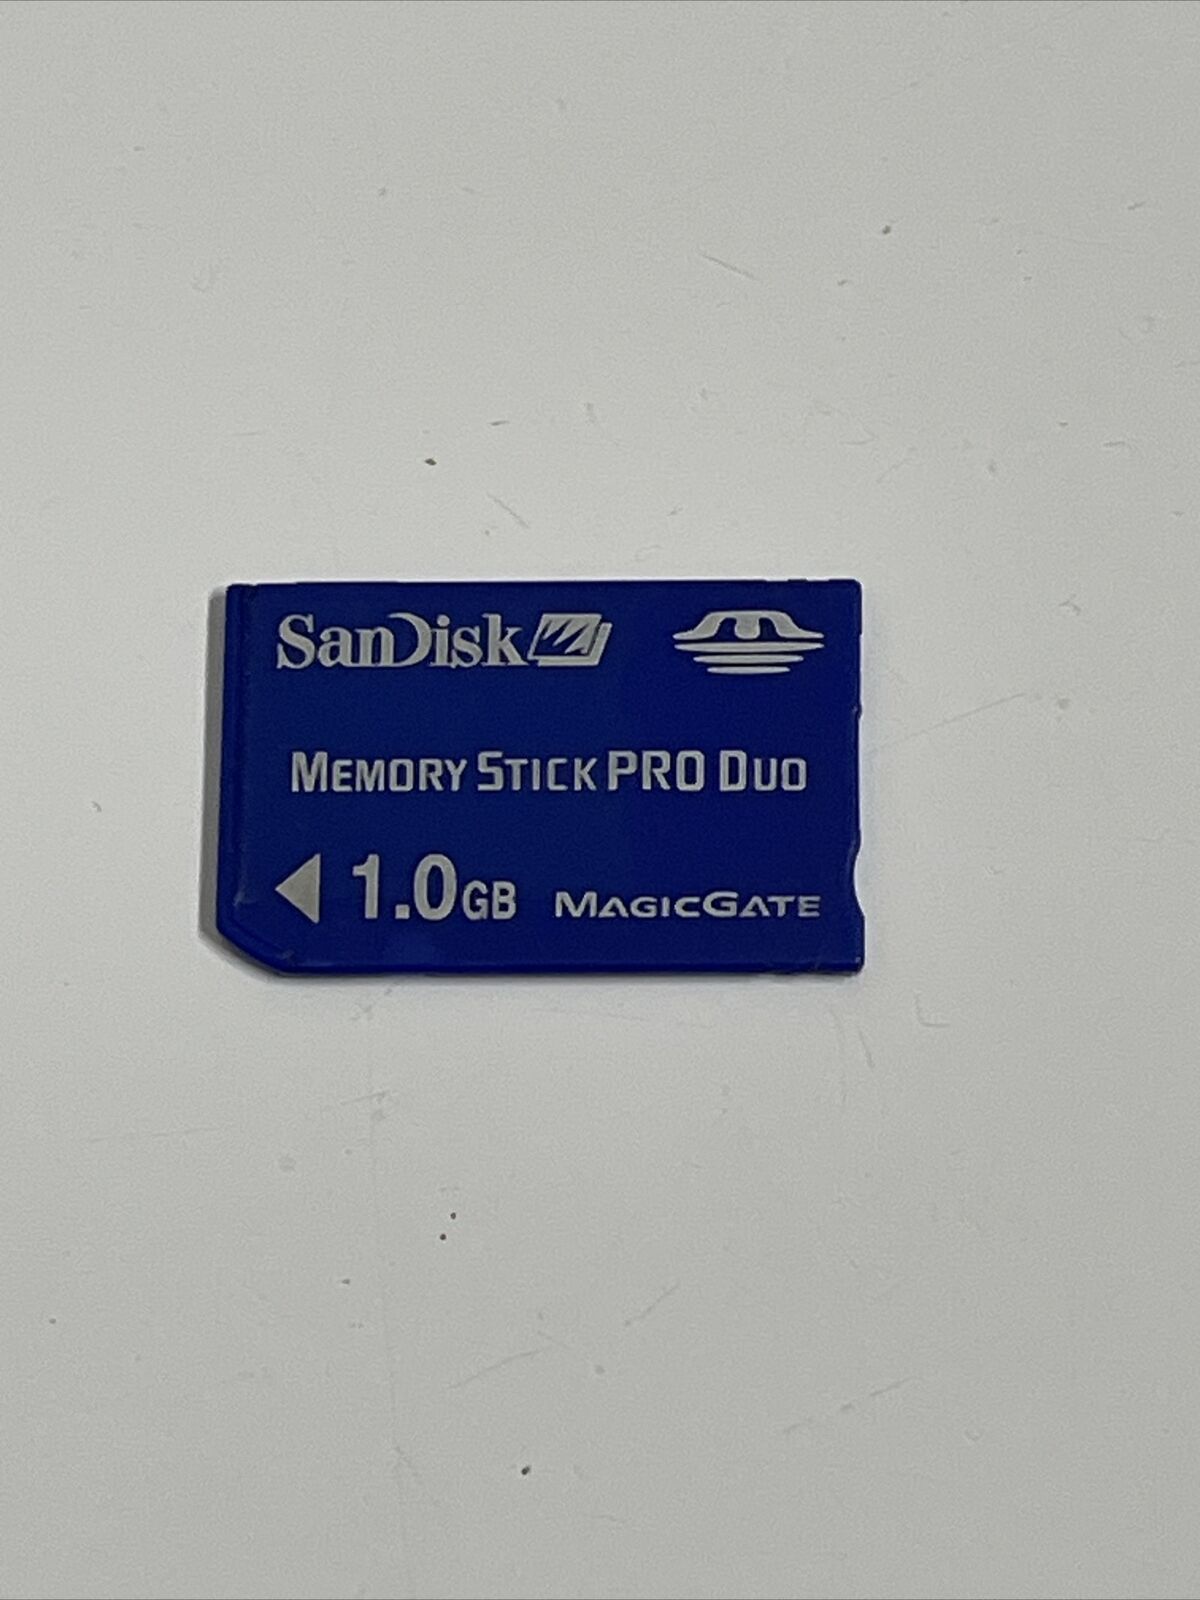 SanDisk
MEMORY STICK PRO DUO
1.0GB MAGICGATE